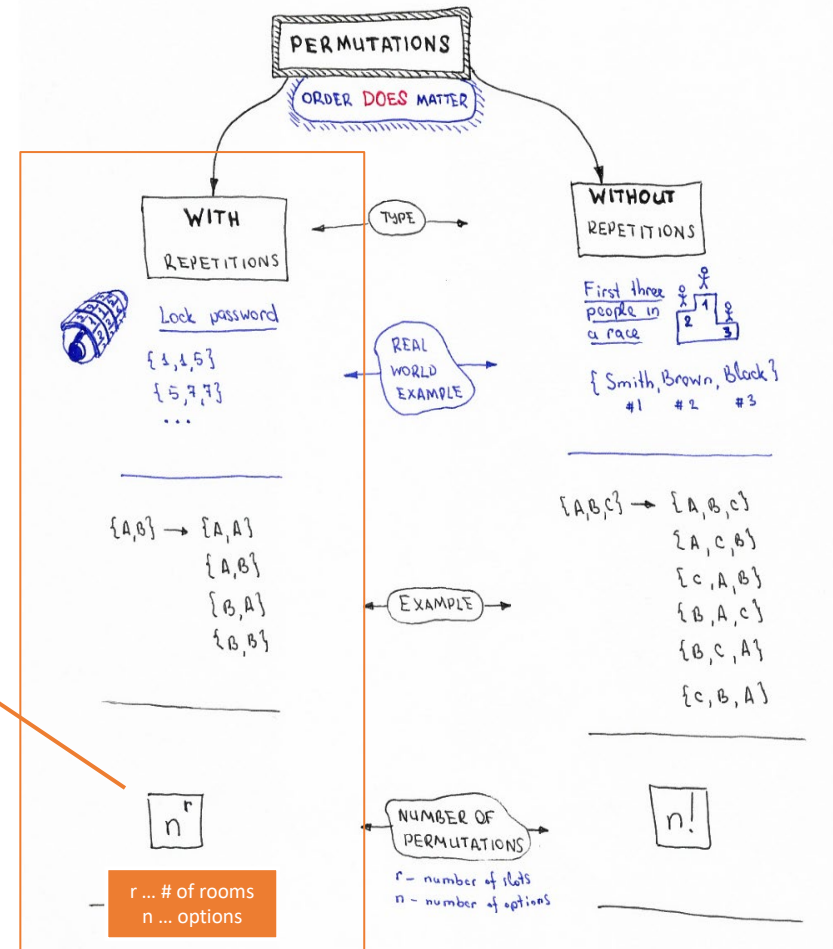 PERMUTATIONS
ORDER DOES MATTER
WITH
REPETITIONS
TYPE
WITHOUT
REPETITIONS
Lock password
{1,1,5}
{5,7,7}
...
REAL
WORLD
EXAMPLE
First three
people in
a race
1
2
3
{Smith, Brown, Black}
#1 #2 #3
{A,B} → {A,A}
{A,B}
{B,A}
{B,B}
EXAMPLE
{A,B,C} → {A,B,C}
{A,C,B}
{C,A,B}
{B,A,C}
{B,C,A}
{C,B,A}
n^r
NUMBER OF
PERMUTATIONS
r - number of slots
n - number of options
n!
r ... # of rooms
n ... options